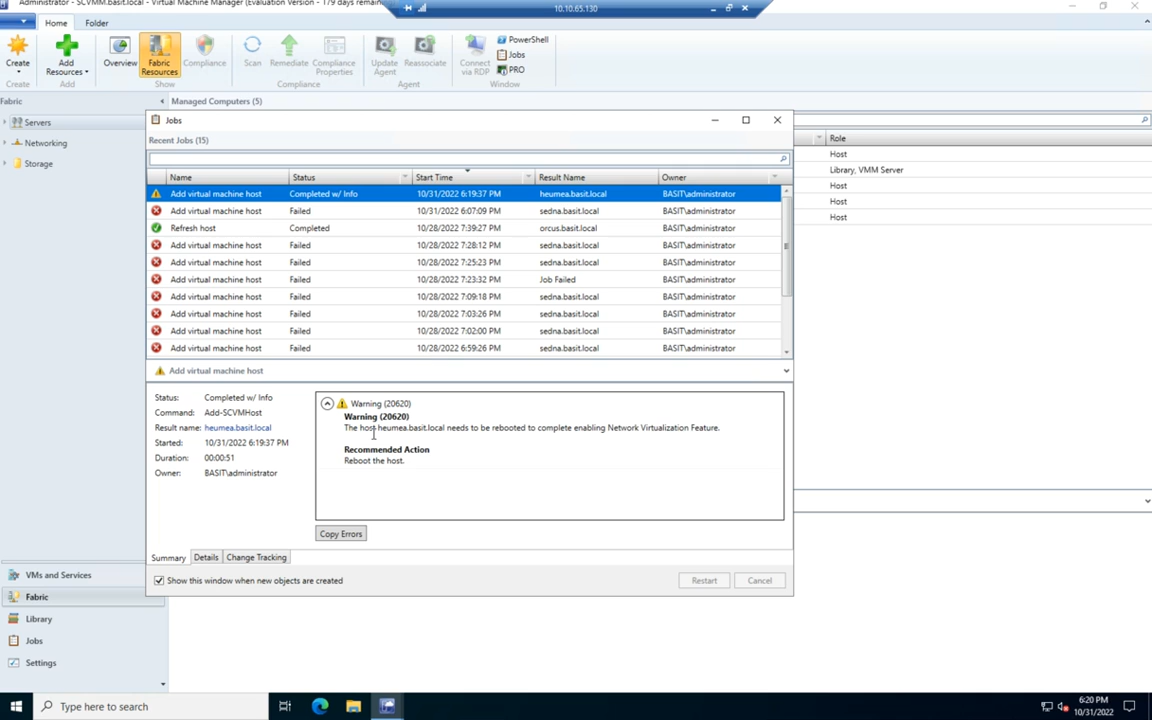 Administrator - SCVMM.basit.local - Virtual Machine Manager (Evaluation Version - 179 days remain
10.10.65.130
Home Folder
Create
Add Resources
Overview
Fabric Resources
Compliance
Scan
Remediate
Compliance Properties
Update Agent
Reassociate
Connect via RDP
PowerShell
Jobs
PRO
Create Add Show Compliance Agent Window
Fabric
Managed Computers (5)
Servers
Networking
Storage
Role
Host
Library, VMM Server
Host
Host
Host
Jobs
Recent Jobs (15)
Name Status Start Time Result Name Owner
Add virtual machine host Completed w/ Info 10/31/2022 6:19:37 PM heumea.basit.local BASIT\administrator
Add virtual machine host Failed 10/31/2022 6:07:09 PM sedna.basit.local BASIT\administrator
Refresh host Completed 10/28/2022 7:39:27 PM orcus.basit.local BASIT\administrator
Add virtual machine host Failed 10/28/2022 7:28:12 PM sedna.basit.local BASIT\administrator
Add virtual machine host Failed 10/28/2022 7:25:23 PM sedna.basit.local BASIT\administrator
Add virtual machine host Failed 10/28/2022 7:23:32 PM Job Failed BASIT\administrator
Add virtual machine host Failed 10/28/2022 7:09:18 PM sedna.basit.local BASIT\administrator
Add virtual machine host Failed 10/28/2022 7:03:26 PM sedna.basit.local BASIT\administrator
Add virtual machine host Failed 10/28/2022 7:02:00 PM sedna.basit.local BASIT\administrator
Add virtual machine host Failed 10/28/2022 6:59:26 PM sedna.basit.local BASIT\administrator
Add virtual machine host
Status: Completed w/ Info
Command: Add-SCVMHost
Result name: heumea.basit.local
Started: 10/31/2022 6:19:37 PM
Duration: 00:00:51
Owner: BASIT\administrator
Warning (20620)
Warning (20620)
The host heumea.basit.local needs to be rebooted to complete enabling Network Virtualization Feature.
Recommended Action
Reboot the host.
Copy Errors
Summary Details Change Tracking
Show this window when new objects are created
Restart Cancel
VMs and Services
Fabric
Library
Jobs
Settings
Type here to search
6:20 PM
10/31/2022